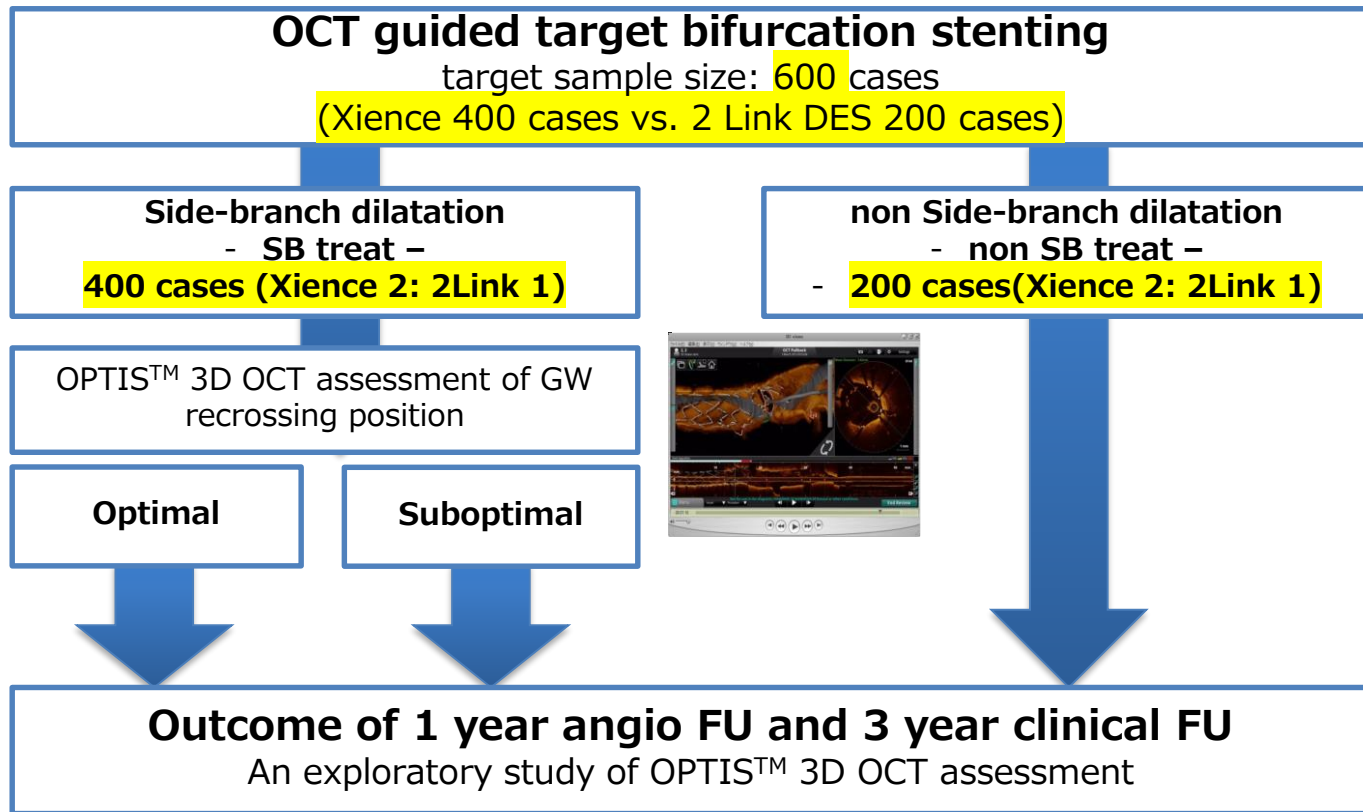 OCT guided target bifurcation stenting
target sample size: 600 cases
(Xience 400 cases vs. 2 Link DES 200 cases)
Side-branch dilatation
- SB treat –
400 cases (Xience 2: 2Link 1)
non Side-branch dilatation
- non SB treat –
- 200 cases(Xience 2: 2Link 1)
OPTIS™ 3D OCT assessment of GW
recrossing position
Optimal
Suboptimal
Outcome of 1 year angio FU and 3 year clinical FU
An exploratory study of OPTIS™ 3D OCT assessment